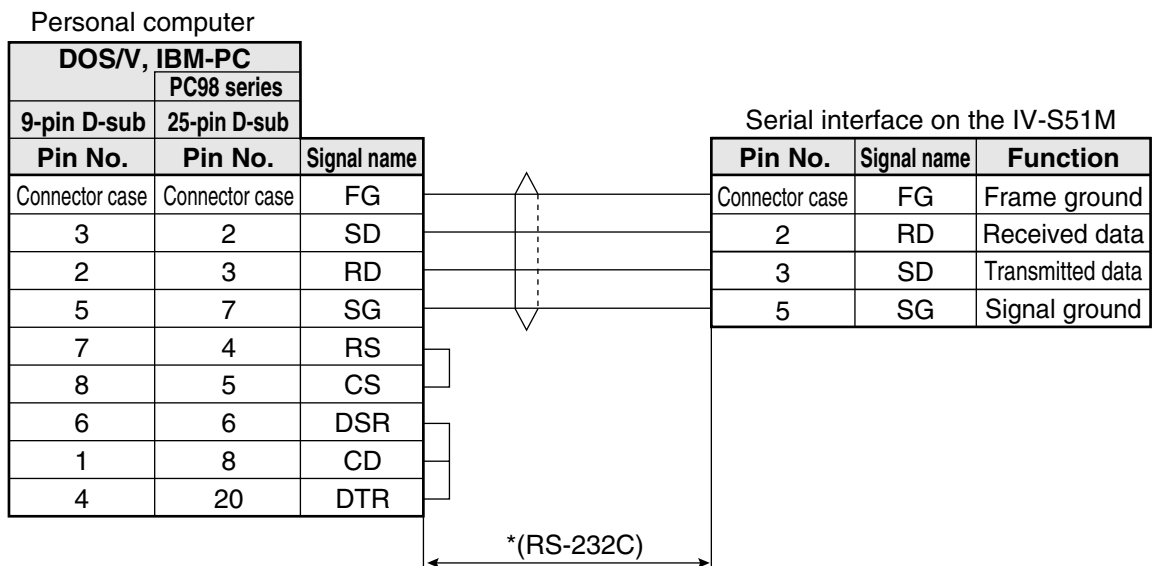 Personal computer
DOS/V, IBM-PC
PC98 series
9-pin D-sub 25-pin D-sub
Serial interface on the IV-S51M
Pin No. Pin No. Signal name Pin No. Signal name Function
Connector case Connector case FG Connector case FG Frame ground
3 2 SD 2 RD Received data
2 3 RD 3 SD Transmitted data
5 7 SG 5 SG Signal ground
7 4 RS
8 5 CS
6 6 DSR
1 8 CD
4 20 DTR
*(RS-232C)